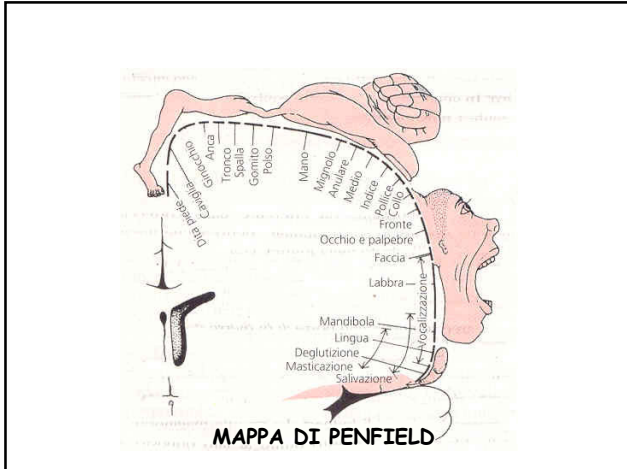 Dita piede
Caviglia
Ginocchio
Anca
Tronco
Spalla
Gomito
Polso
Mano
Mignolo
Anulare
Medio
Indice
Pollice
Collo
Fronte
Occhio e palpebre
Faccia
Labbra
Vocalizzazione
Mandibola
Lingua
Deglutizione
Masticazione
Salivazione
MAPPA DI PENFIELD